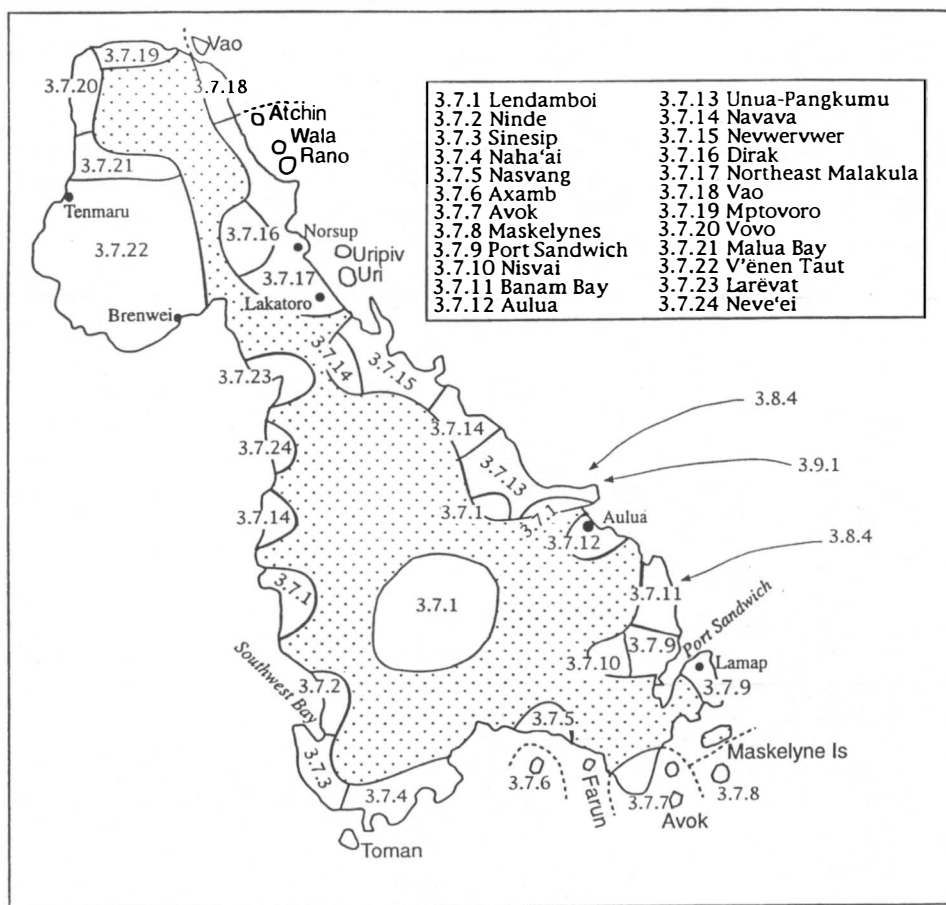 Vao
3.7.19
3.7.20
3.7.18
Atchin
Wala
Rano
3.7.21
Tenmaru
3.7.22
3.7.16
Norsup
Uripiv
Uri
3.7.17
Lakatoro
Brenwei
3.7.1 Lendamboi
3.7.2 Ninde
3.7.3 Sinesip
3.7.4 Naha‘ai
3.7.5 Nasvang
3.7.6 Axamb
3.7.7 Avok
3.7.8 Maskelynes
3.7.9 Port Sandwich
3.7.10 Nisvai
3.7.11 Banam Bay
3.7.12 Aulua
3.7.13 Unua-Pangkumu
3.7.14 Navava
3.7.15 Nevwervwer
3.7.16 Dirak
3.7.17 Northeast Malakula
3.7.18 Vao
3.7.19 Mptovoro
3.7.20 Vovo
3.7.21 Malua Bay
3.7.22 V'ënen Taut
3.7.23 Larëvat
3.7.24 Neve‘ei
3.7.14
3.7.15
3.7.23
3.8.4
3.7.14
3.7.24
3.7.13
3.9.1
3.7.14
3.7.1
3.7.1
Aulua
3.7.12
3.8.4
3.7.1
3.7.1
3.7.11
Port Sandwich
3.7.9
3.7.10
Lamap
3.7.9
Southwest Bay
3.7.2
3.7.5
Maskelyne Is
3.7.3
3.7.4
3.7.6
Farun
3.7.7
3.7.8
Avok
Toman